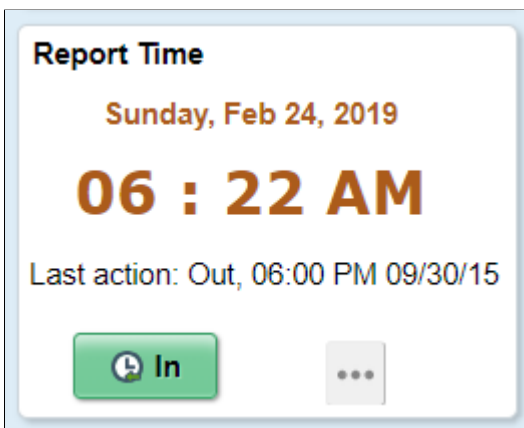 Report Time
Sunday, Feb 24, 2019
06 : 22 AM
Last action: Out, 06:00 PM 09/30/15
In
...